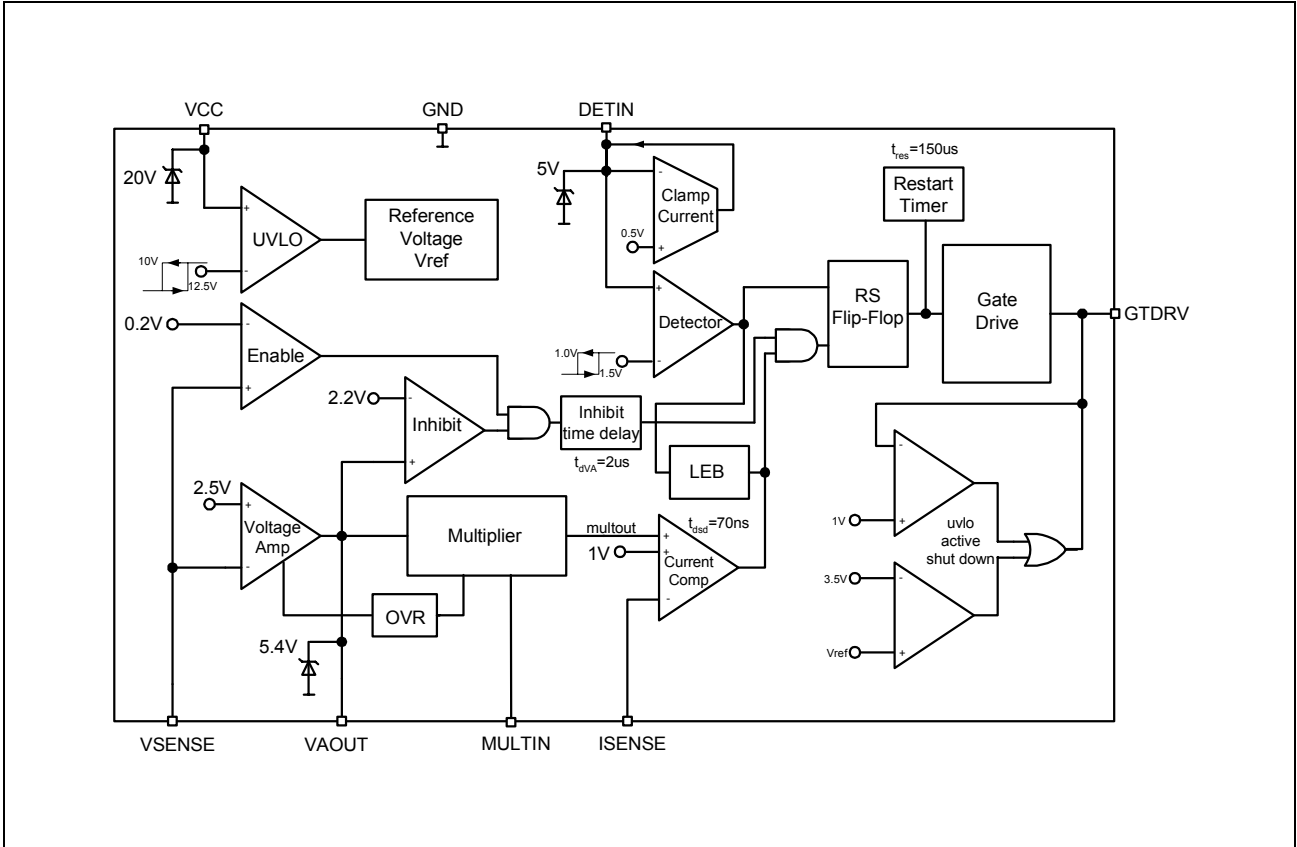 VCC
GND
DETIN
t_res=150us
20V
5V
Restart
Timer
-
Clamp
Current
0.5V
+
+
UVLO
-
Reference
Voltage
Vref
10V
12.5V
+
Detector
-
1.0V
1.5V
RS
Flip-Flop
Gate
Drive
GTDRV
0.2V
-
Enable
+
2.2V
-
Inhibit
+
Inhibit
time delay
t_dVA=2us
LEB
-
1V
+
uvlo
active
shut down
3.5V
-
Vref
+
2.5V
+
Voltage
Amp
-
Multiplier
multout
t_dsd=70ns
+
1V
+
Current
Comp
-
OVR
5.4V
VSENSE
VAOUT
MULTIN
ISENSE